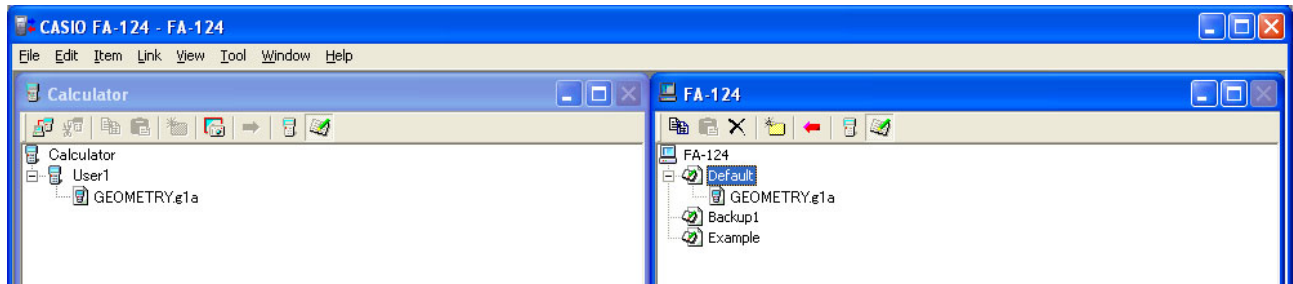 CASIO FA-124 - FA-124
File Edit Item Link View Tool Window Help
Calculator
Calculator
User1
GEOMETRY.g1a
FA-124
FA-124
Default
GEOMETRY.g1a
Backup1
Example